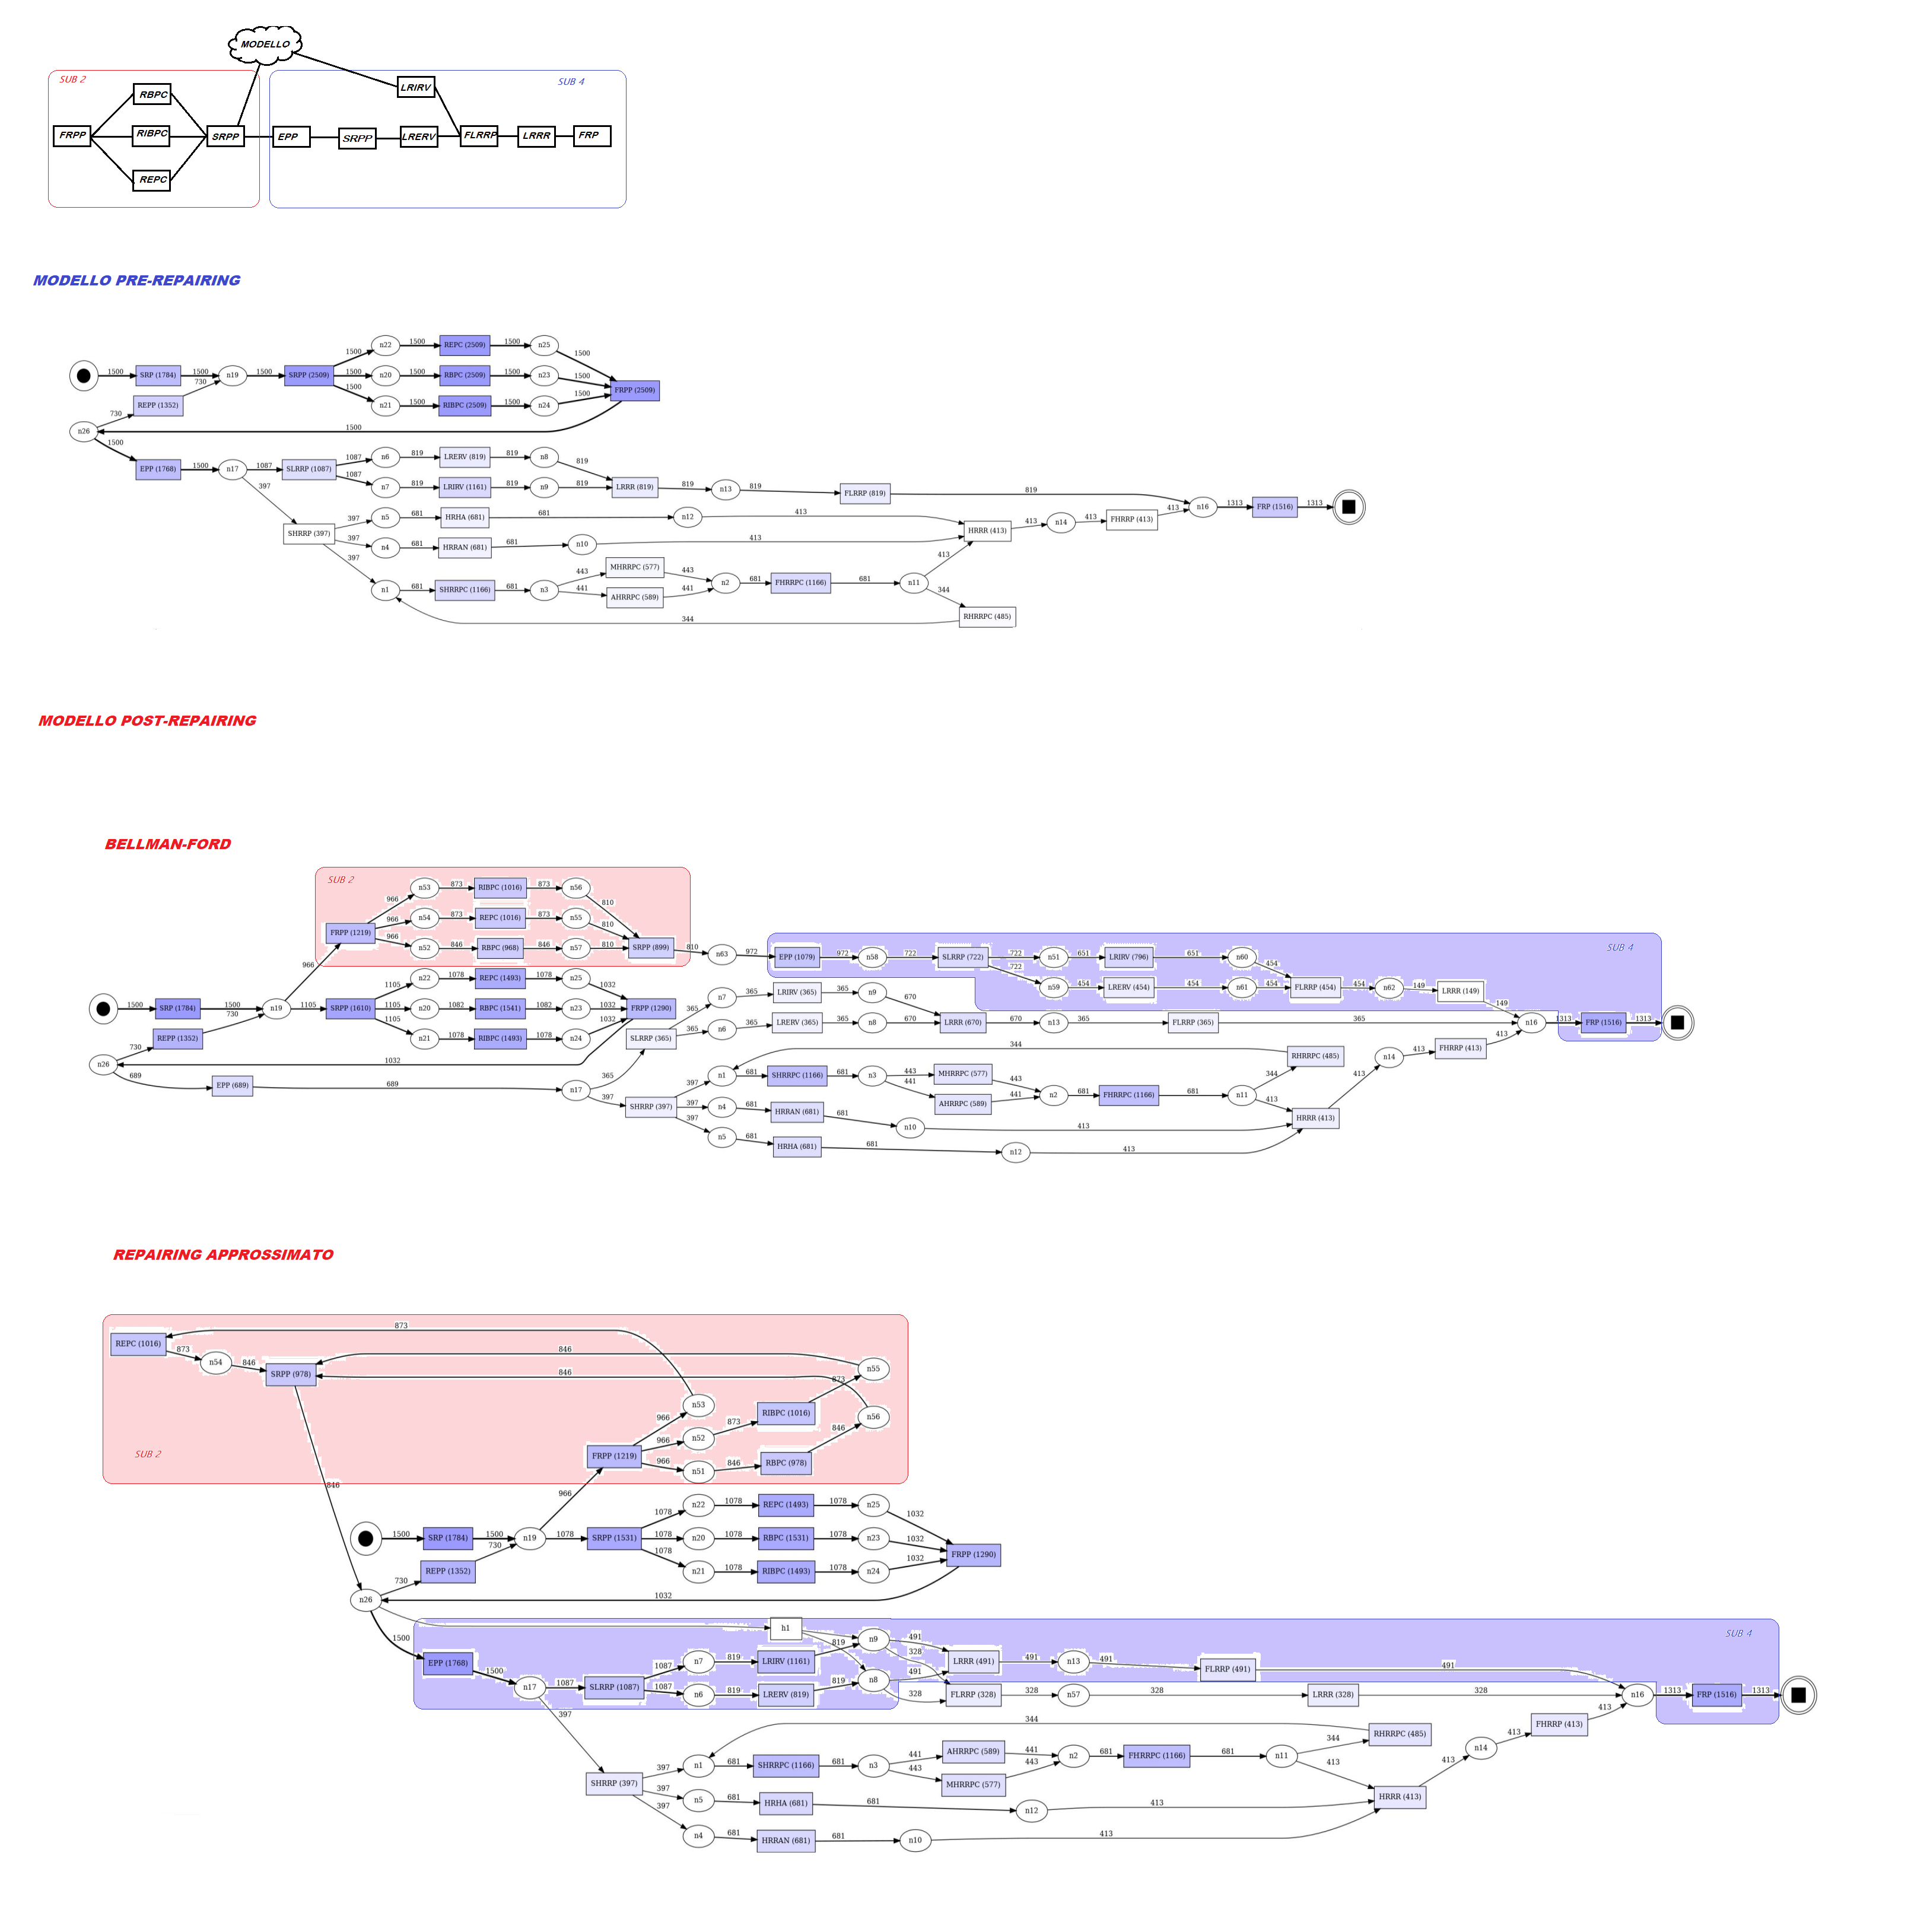 MODELLO
SUB 2
SUB 4
RBPC
LRIRV
FRPP
RIBPC
SRPP
EPP
SRPP
LRERV
FLRRP
LRRR
FRP
REPC
MODELLO PRE-REPAIRING
n22 1500 REPC (2509) 1500 n25
1500 1500
1500 SRP (1784) 1500 n19 1500 SRPP (2509) 1500 n20 1500 RBPC (2509) 1500 n23 1500
730 1500 1500 FRPP (2509)
REPP (1352) n21 1500 RIBPC (2509) 1500 n24
730
n26 1500
1500
n6 819 LRERV (819) 819 n8
1087 819
EPP (1768) 1500 n17 1087 SLRRP (1087)
1087 n7 819 LRIRV (1161) 819 n9 819 LRRR (819) 819 n13 819 FLRRP (819) 819
397
n16 1313 FRP (1516) 1313
397 n5 681 HRHA (681) 681 n12 413
SHRRP (397) HRRR (413) 413 n14 413 FHRRP (413) 413
397 n4 681 HRRAN (681) 681 n10 413
397 443 MHRRPC (577) 443 413
n1 681 SHRRPC (1166) 681 n3 n2 681 FHRRPC (1166) 681 n11
441 AHRRPC (589) 441 344
344 RHRRPC (485)
MODELLO POST-REPAIRING
BELLMAN-FORD
SUB 2
n53 873 RIBPC (1016) 873 n56
966 810
n54 873 REPC (1016) 873 n55
FRPP (1219) 966 810
966 n52 846 RBPC (968) 846 n57 810 SRPP (899) 810 n63 972
SUB 4
EPP (1079) 972 n58 722 SLRRP (722) 722 n51 651 LRIRV (796) 651 n60
722 454
n59 454 LRERV (454) 454 n61 454 FLRRP (454) 454 n62 149 LRRR (149)
149
966
n22 1078 REPC (1493) 1078 n25
1105 1032
1500 SRP (1784) 1500 n19 1105 SRPP (1610) 1105 n20 1082 RBPC (1541) 1082 n23 1032 FRPP (1290)
730 1105 1032
REPP (1352) n21 1078 RIBPC (1493) 1078 n24
730
n26 1032
n7 365 LRIRV (365) 365 n9
365 670
SLRRP (365) 365 n6 365 LRERV (365) 365 n8 670 LRRR (670) 670 n13 365 FLRRP (365) 365 n16 1313 FRP (1516) 1313
365
689 EPP (689) 689 n17
397
344 RHRRPC (485)
n14 413 FHRRP (413) 413
397 n1 681 SHRRPC (1166) 681 n3 443 MHRRPC (577) 443 344
441 n2 681 FHRRPC (1166) 681 n11 413
AHRRPC (589) 441 413
SHRRP (397) 397 n4 681 HRRAN (681) 681 n10 413 HRRR (413)
397
n5 681 HRHA (681) 681 n12 413
REPAIRING APPROSSIMATO
873
REPC (1016) 873 n54 846 SRPP (978)
846 n55
846 873
n53
966 RIBPC (1016) n56
n52 873
966 846
FRPP (1219) 966 n51 846 RBPC (978)
SUB 2
846
966
n22 1078 REPC (1493) 1078 n25
1078 1032
1500 SRP (1784) 1500 n19 1078 SRPP (1531) 1078 n20 1078 RBPC (1531) 1078 n23 1032
730 1078 FRPP (1290)
REPP (1352) n21 1078 RIBPC (1493) 1078 n24 1032
730
n26 1032
1500
h1
SUB 4
819 n9 491
EPP (1768) 1500 n7 819 LRIRV (1161) 328 LRRR (491) 491 n13 491 FLRRP (491) 491
1087 491
n17 1087 SLRRP (1087) 1087 n6 819 LRERV (819) 819 n8 328 FLRRP (328) 328 n57 328 LRRR (328) 328 n16 1313 FRP (1516) 1313
397
344 RHRRPC (485)
FHRRP (413) 413
n1 681 SHRRPC (1166) 681 n3 441 AHRRPC (589) 441 n2 681 FHRRPC (1166) 681 n11 344
397 443 MHRRPC (577) 443 413
n14 413
SHRRP (397) 397 n5 681 HRHA (681) 681 n12 413 HRRR (413) 413
397
n4 681 HRRAN (681) 681 n10 413